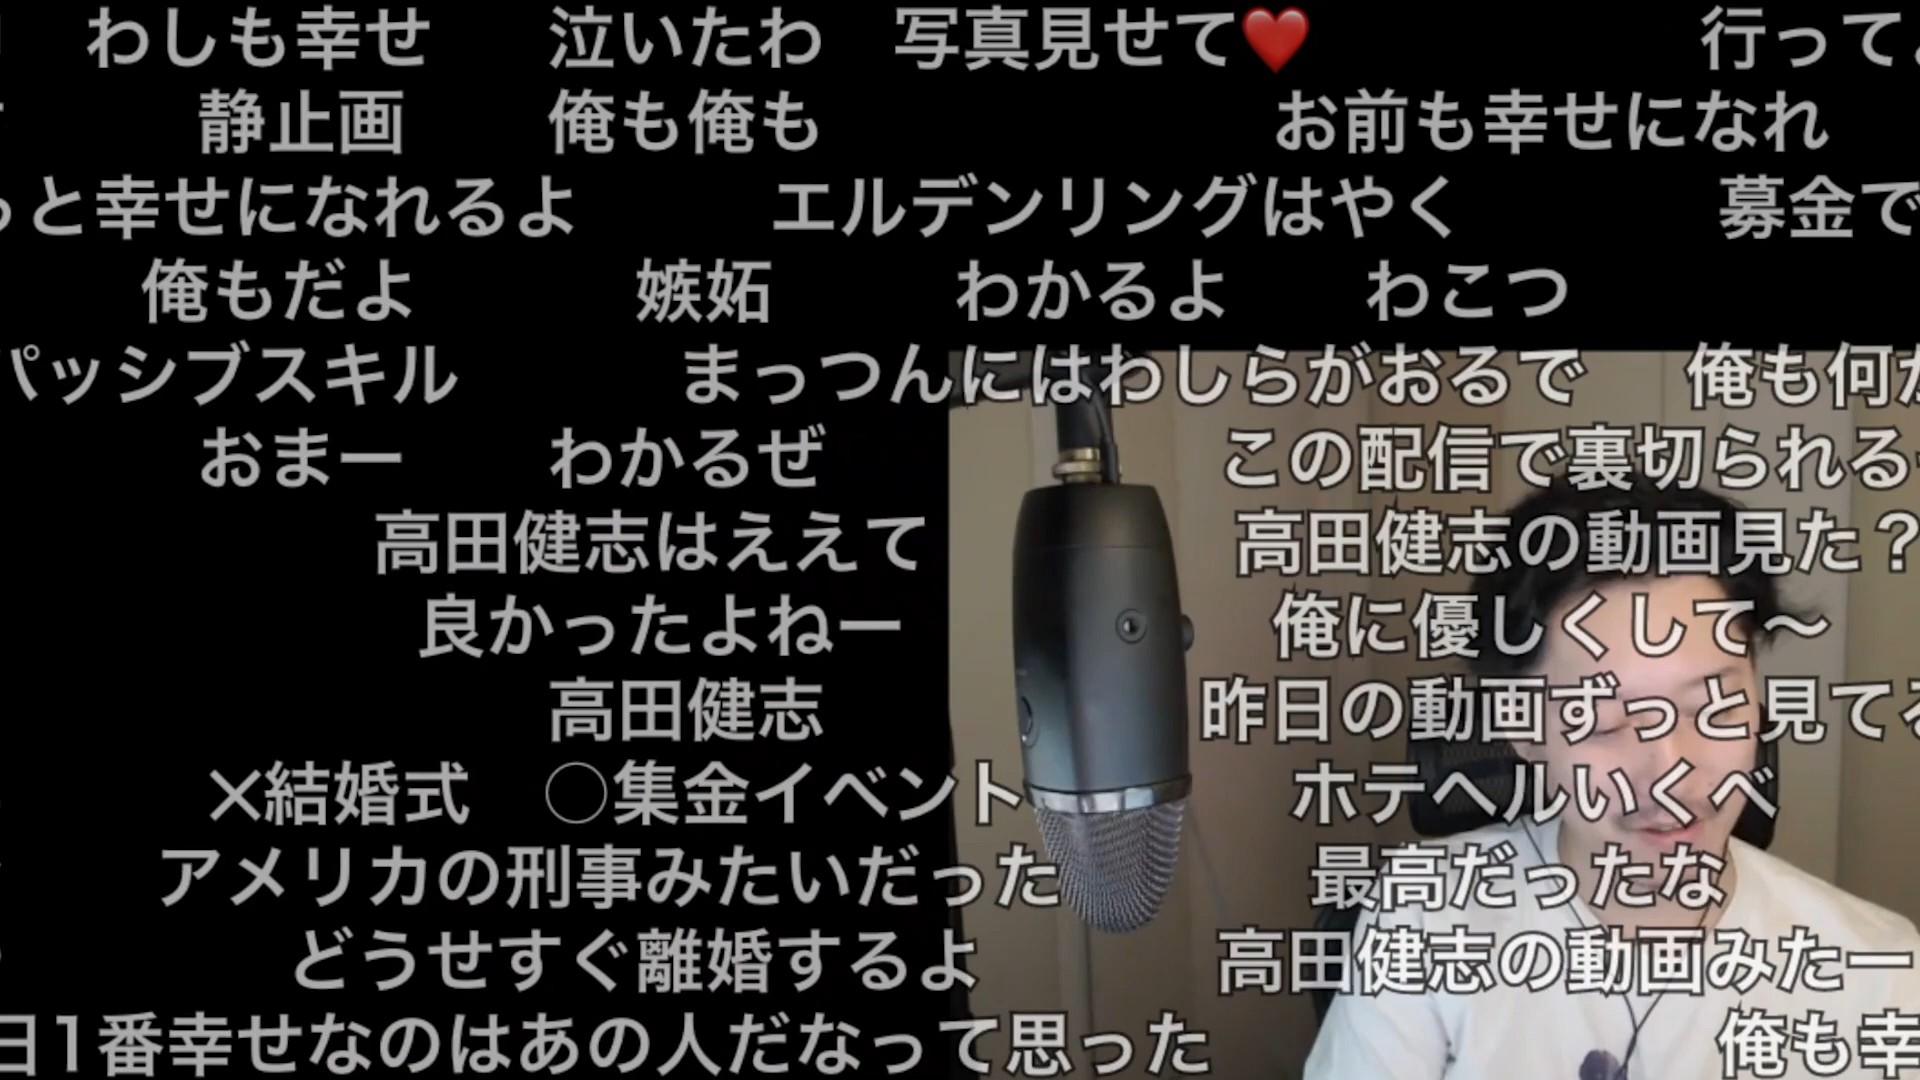 わしも幸せ 泣いたわ 写真見せて❤️ 行って
静止画 俺も俺も お前も幸せになれ
っと幸せになれるよ エルデンリングはやく 募金で
俺もだよ 嫉妬 わかるよ わこつ
パッシブスキル まっつんにはわしらがおるで 俺も何か
おまー わかるぜ この配信で裏切られる
高田健志はええて 高田健志の動画見た？
良かったよねー 俺に優しくして〜
高田健志 昨日の動画ずっと見てる
×結婚式 ○集金イベント ホテヘルいくべ
アメリカの刑事みたいだった 最高だったな
どうせすぐ離婚するよ 高田健志の動画みたー
日1番幸せなのはあの人だなって思った 俺も幸